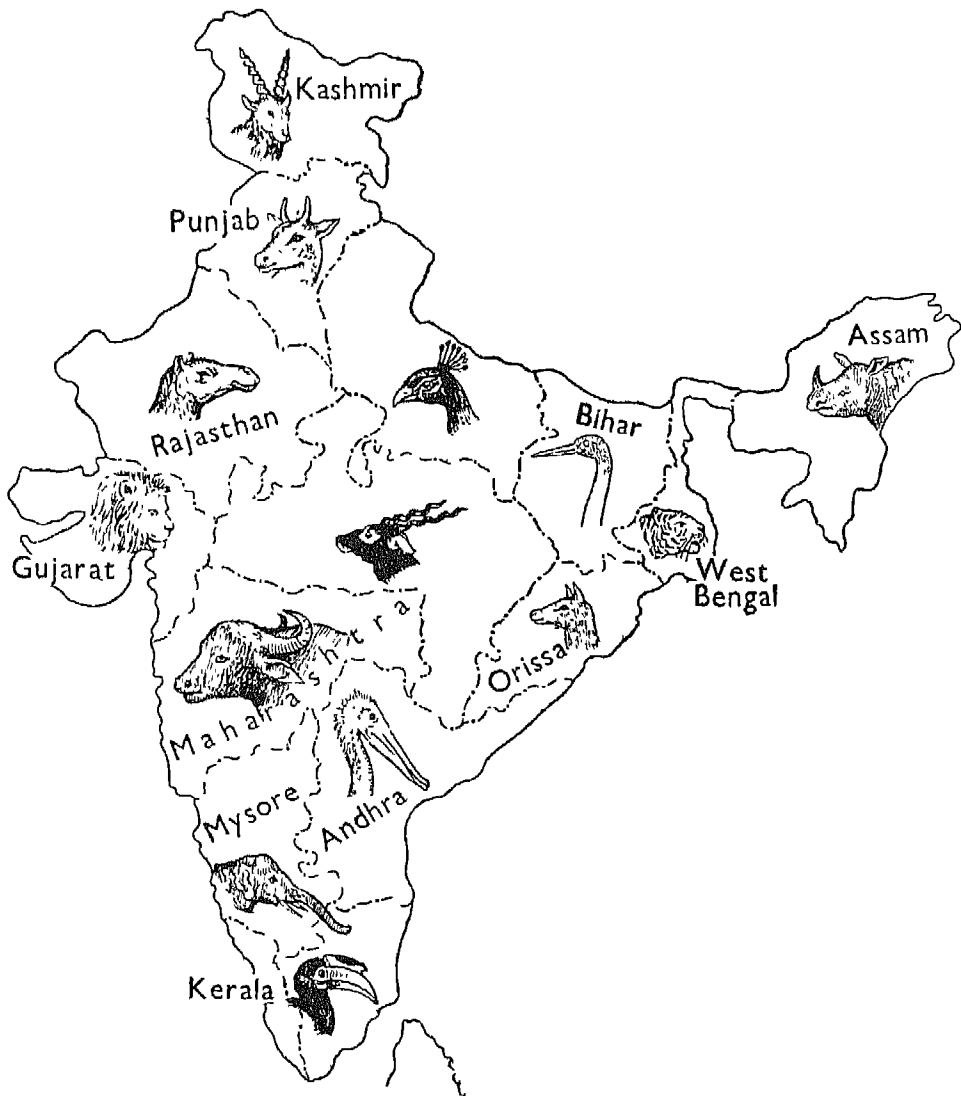 Kashmir
Punjab
Assam
Rajasthan
Bihar
Gujarat
West
Bengal
Orissa
Maharashtra
Mysore
Andhra
Kerala